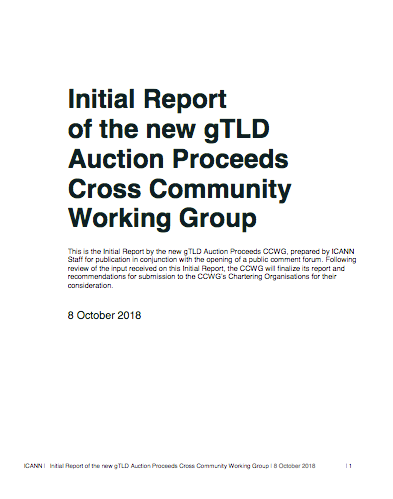 Initial Report
of the new gTLD
Auction Proceeds
Cross Community
Working Group
This is the Initial Report by the new gTLD Auction Proceeds CCWG, prepared by ICANN
Staff for publication in conjunction with the opening of a public comment forum. Following
review of the input received on this Initial Report, the CCWG will finalize its report and
recommendations for submission to the CCWG's Chartering Organisations for their
consideration.
8 October 2018
ICANN | Initial Report of the new gTLD Auction Proceeds Cross Community Working Group | 8 October 2018 | 1